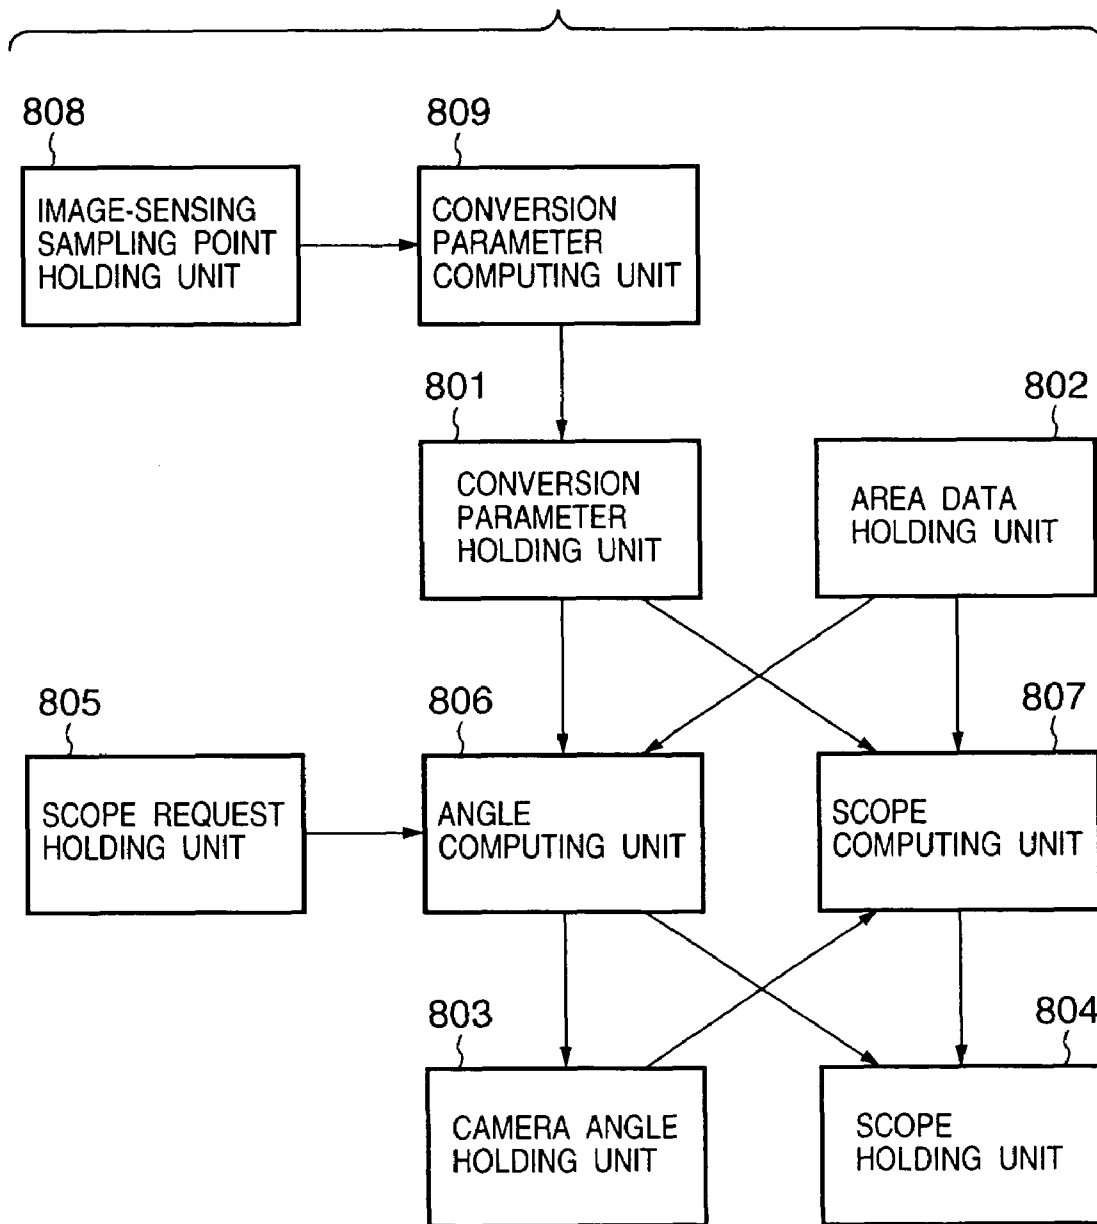 808
809
IMAGE-SENSING
SAMPLING POINT
HOLDING UNIT
CONVERSION
PARAMETER
COMPUTING UNIT
801
802
CONVERSION
PARAMETER
HOLDING UNIT
AREA DATA
HOLDING UNIT
805
806
807
SCOPE REQUEST
HOLDING UNIT
ANGLE
COMPUTING UNIT
SCOPE
COMPUTING UNIT
803
804
CAMERA ANGLE
HOLDING UNIT
SCOPE
HOLDING UNIT